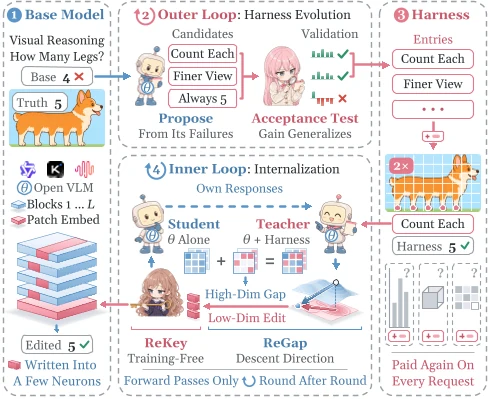 1 Base Model
Visual Reasoning
How Many Legs?
Base 4 ✗
Truth 5
θ Open VLM
Blocks 1 ... L
Patch Embed
Edited 5 ✓
Written Into
A Few Neurons
2 Outer Loop: Harness Evolution
Candidates
Count Each
Finer View
Always 5
θ
Propose
From Its Failures
Validation
Acceptance Test
Gain Generalizes
4 Inner Loop: Internalization
Own Responses
Student
θ Alone
Teacher
θ + Harness
+
=
High-Dim Gap
Low-Dim Edit
ReKey
Training-Free
ReGap
Descent Direction
Forward Passes Only Round After Round
3 Harness
Entries
Count Each
Finer View
• • •
2×
Count Each
Harness 5 ✓
? ? ?
Paid Again On
Every Request